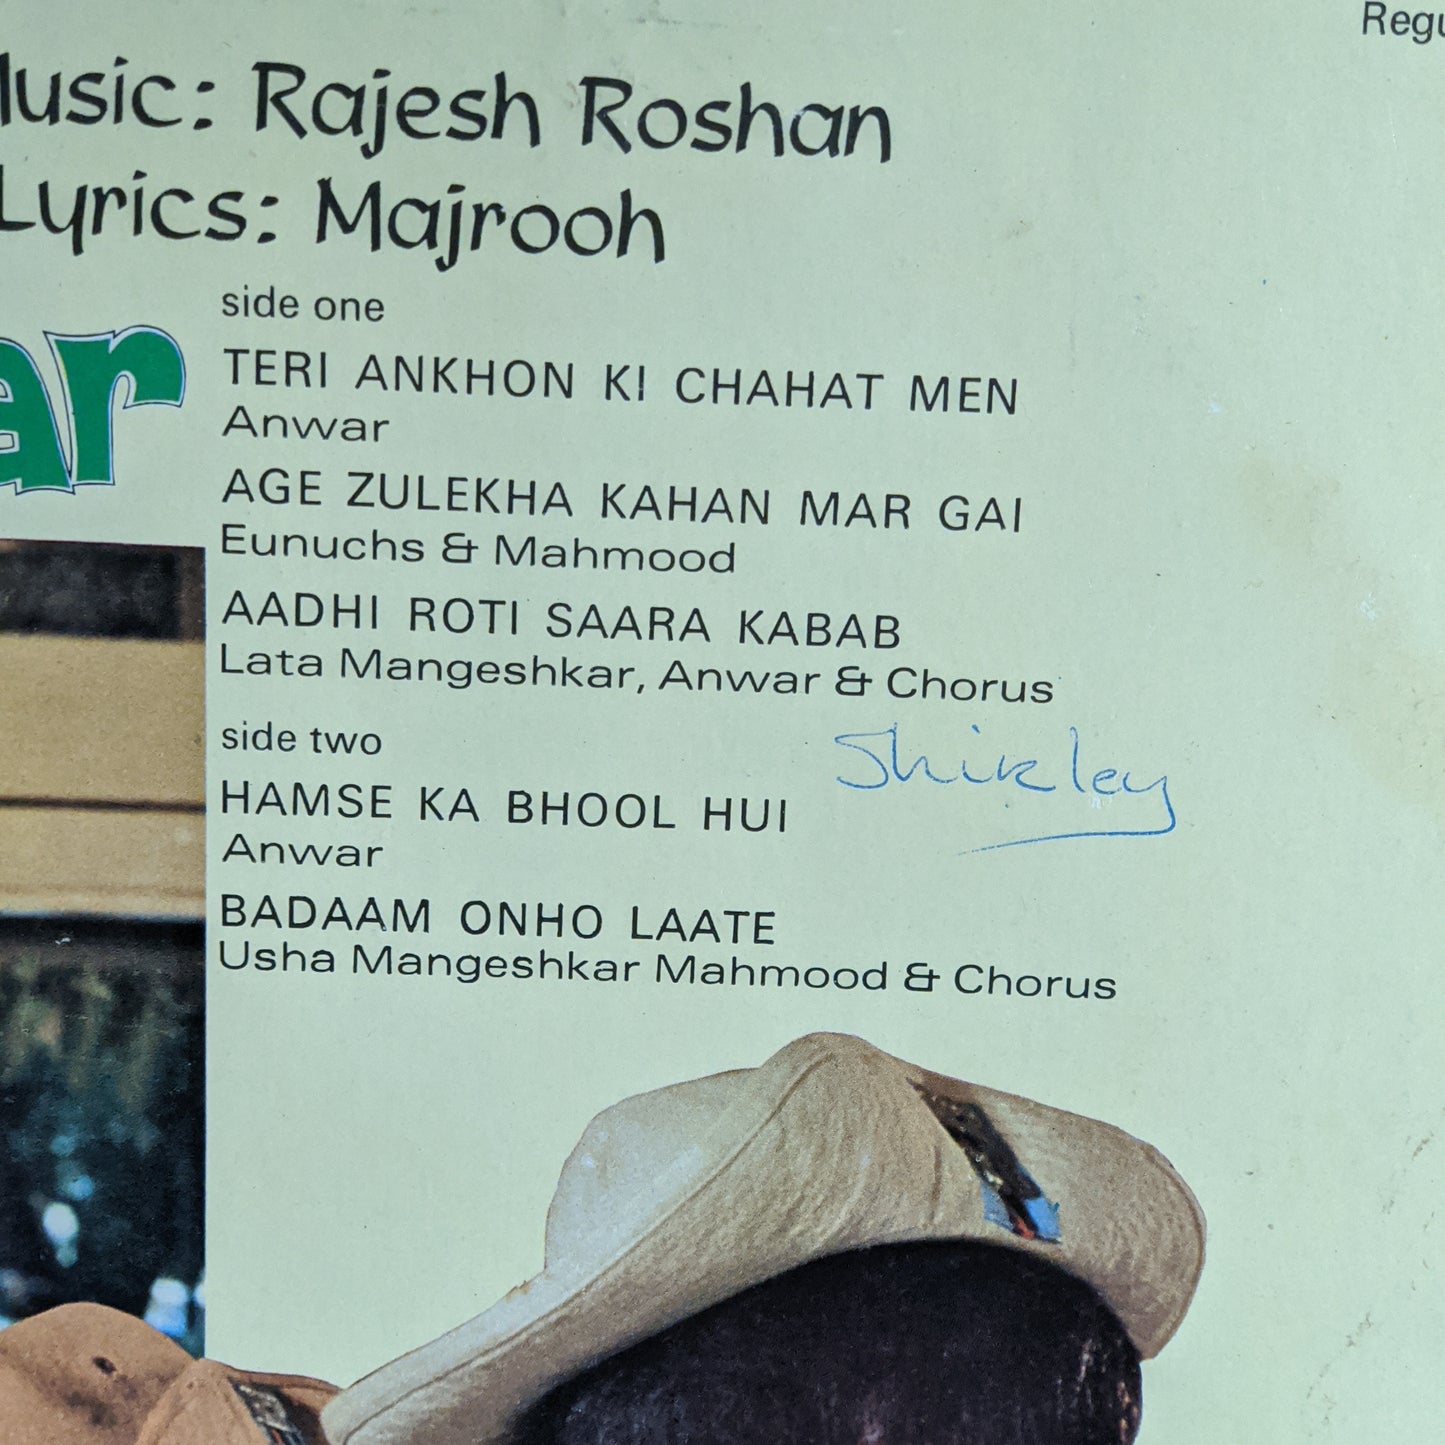 Regu
Music: Rajesh Roshan
Lyrics: Majrooh
ar
side one
TERI ANKHON KI CHAHAT MEN
Anwar
AGE ZULEKHA KAHAN MAR GAI
Eunuchs & Mahmood
AADHI ROTI SAARA KABAB
Lata Mangeshkar, Anwar & Chorus
side two
HAMSE KA BHOOL HUI
Anwar
Shirley
BADAAM ONHO LAATE
Usha Mangeshkar Mahmood & Chorus